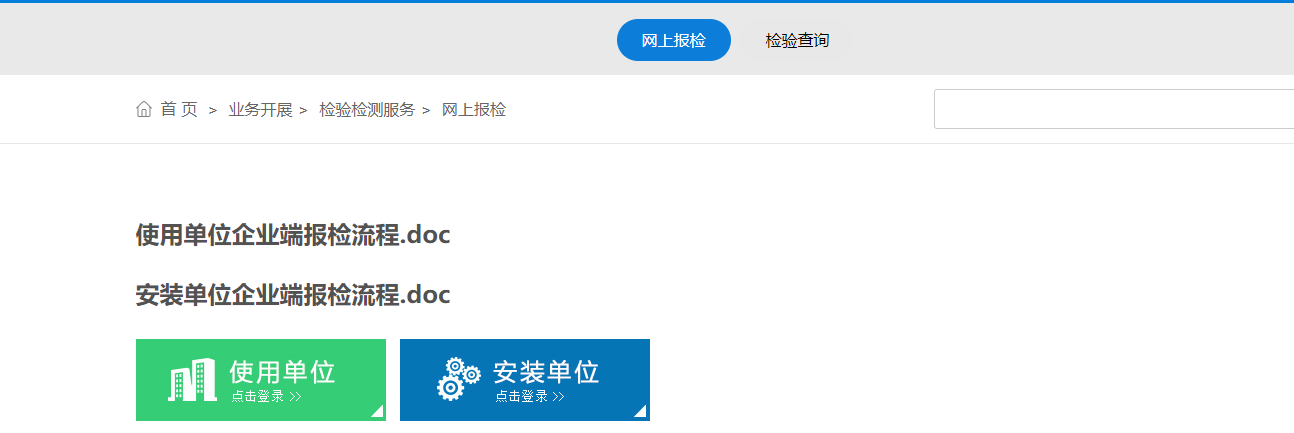 网上报检 检验查询
首 页 > 业务开展 > 检验检测服务 > 网上报检
使用单位企业端报检流程.doc
安装单位企业端报检流程.doc
使用单位
点击登录 >>
安装单位
点击登录 >>